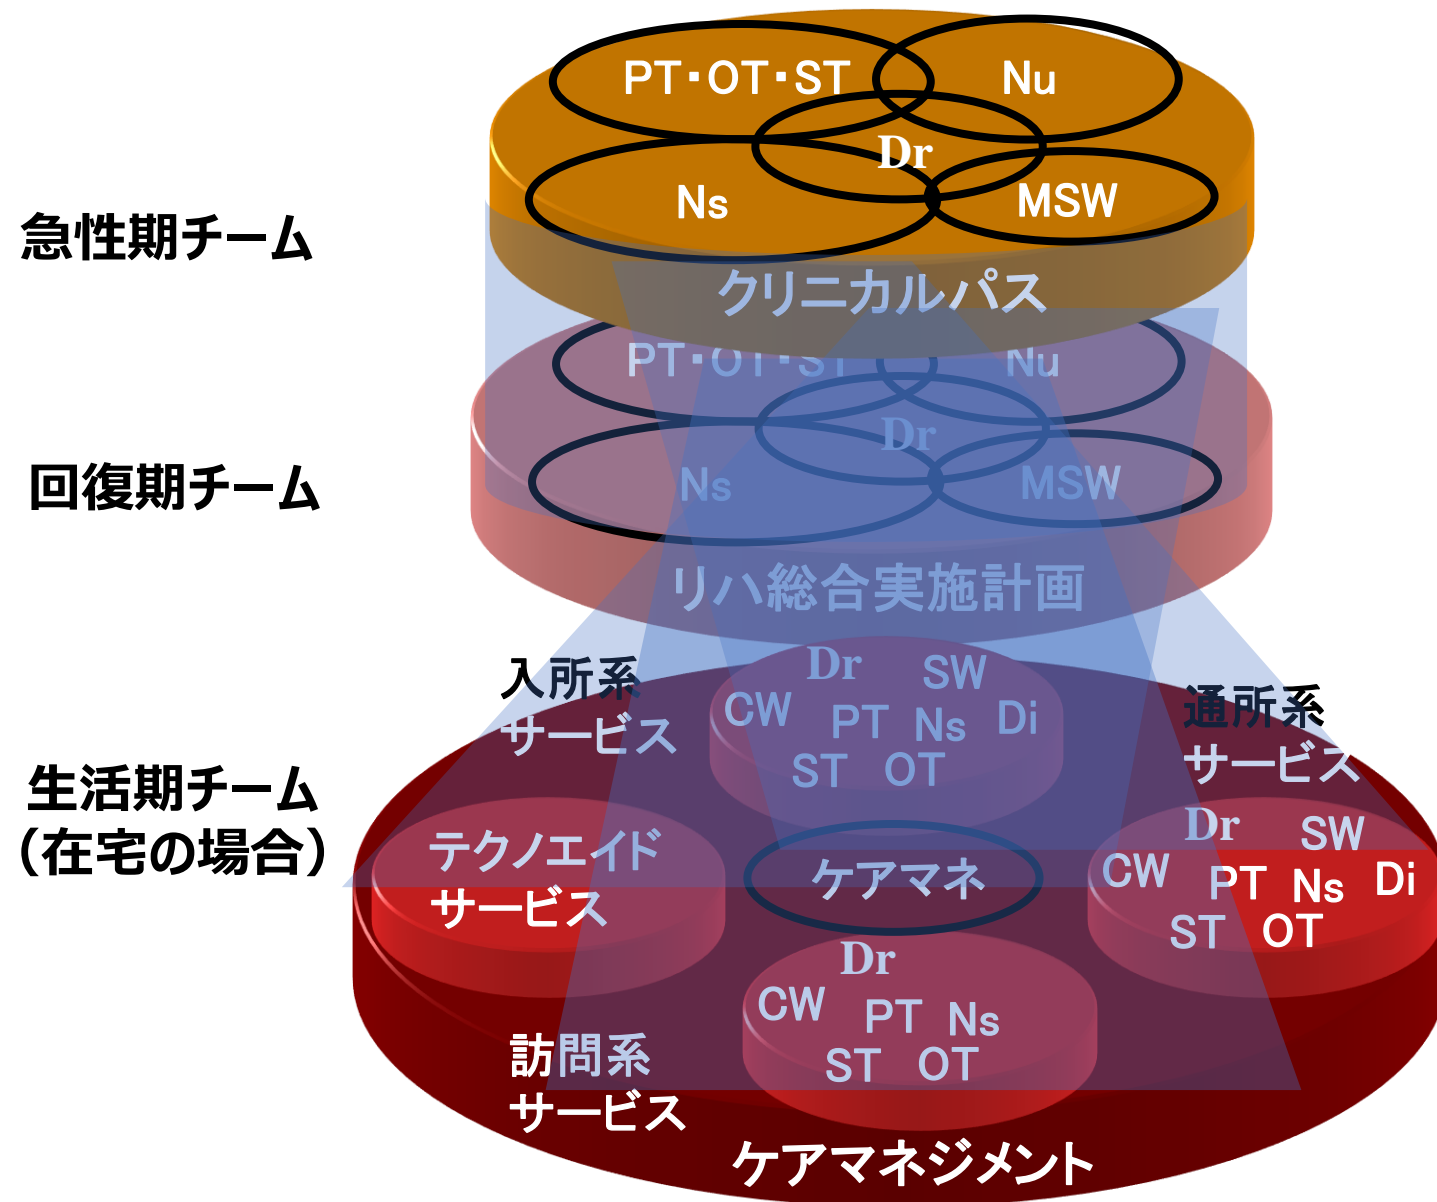 PT・OT・ST
Nu
Dr
Ns
MSW
急性期チーム
クリニカルパス
PT・OT・ST
Nu
Dr
回復期チーム
Ns
MSW
リハ総合実施計画
入所系
サービス
Dr
SW
CW
PT
Ns
Di
ST
OT
通所系
サービス
生活期チーム
（在宅の場合）
テクノエイド
サービス
ケアマネ
Dr
SW
CW
PT
Ns
Di
ST
OT
Dr
CW
PT
Ns
ST
OT
訪問系
サービス
ケアマネジメント